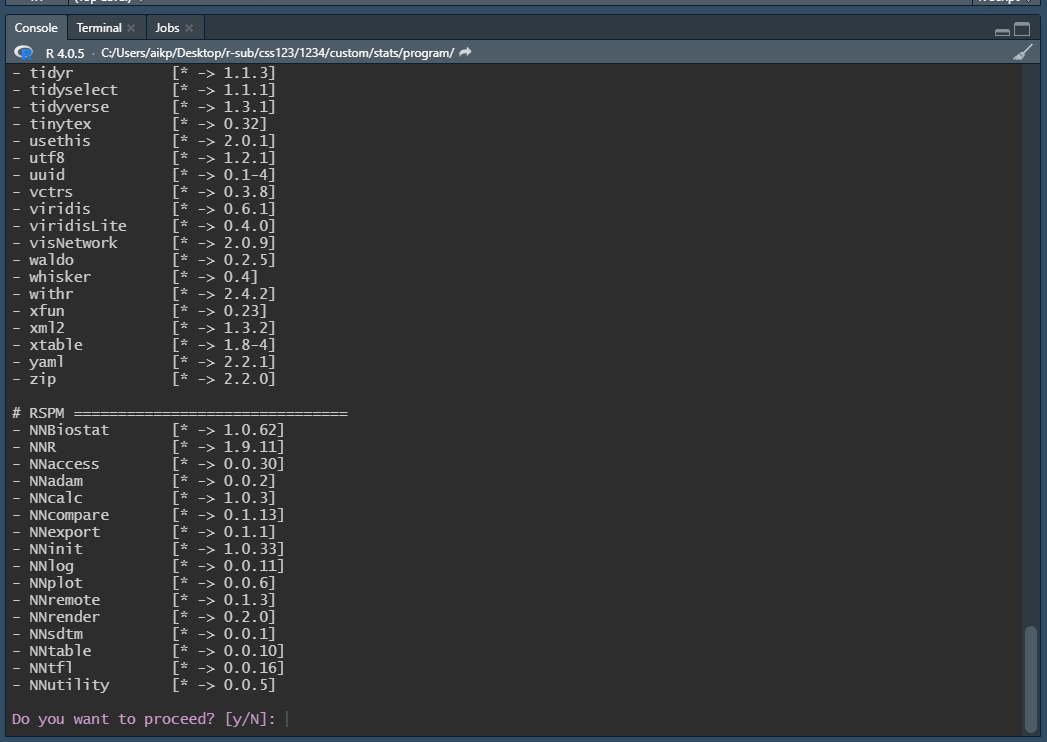 Console Terminal × Jobs ×
R 4.0.5 · C:/Users/aikp/Desktop/r-sub/css123/1234/custom/stats/program/
- tidyr [* -> 1.1.3]
- tidyselect [* -> 1.1.1]
- tidyverse [* -> 1.3.1]
- tinytex [* -> 0.32]
- usethis [* -> 2.0.1]
- utf8 [* -> 1.2.1]
- uuid [* -> 0.1-4]
- vctrs [* -> 0.3.8]
- viridis [* -> 0.6.1]
- viridisLite [* -> 0.4.0]
- visNetwork [* -> 2.0.9]
- waldo [* -> 0.2.5]
- whisker [* -> 0.4]
- withr [* -> 2.4.2]
- xfun [* -> 0.23]
- xml2 [* -> 1.3.2]
- xtable [* -> 1.8-4]
- yaml [* -> 2.2.1]
- zip [* -> 2.2.0]
# RSPM ===============================
- NNBiostat [* -> 1.0.62]
- NNR [* -> 1.9.11]
- NNaccess [* -> 0.0.30]
- NNadam [* -> 0.0.2]
- NNcalc [* -> 1.0.3]
- NNcompare [* -> 0.1.13]
- NNexport [* -> 0.1.1]
- NNinit [* -> 1.0.33]
- NNlog [* -> 0.0.11]
- NNplot [* -> 0.0.6]
- NNremote [* -> 0.1.3]
- NNrender [* -> 0.2.0]
- NNsdtm [* -> 0.0.1]
- NNtable [* -> 0.0.10]
- NNtfl [* -> 0.0.16]
- NNutility [* -> 0.0.5]
Do you want to proceed? [y/N]: